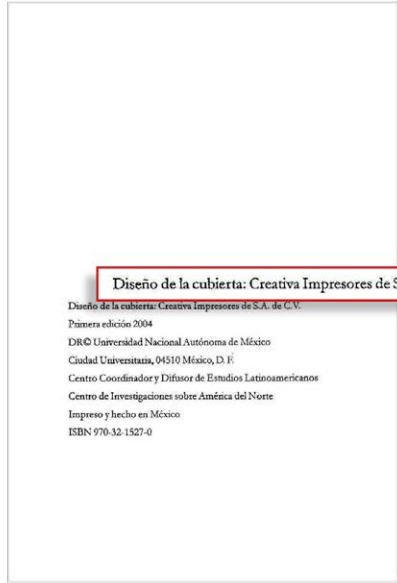 Diseño de la cubierta: Creativa Impresores de S
Diseño de la cubierta: Creativa Impresores de S.A. de C.V.
Primera edición 2004
DR© Universidad Nacional Autónoma de México
Ciudad Universitaria, 04510 México, D. F.
Centro Coordinador y Difusor de Estudios Latinoamericanos
Centro de Investigaciones sobre América del Norte
Impreso y hecho en México
ISBN 970-32-1527-0